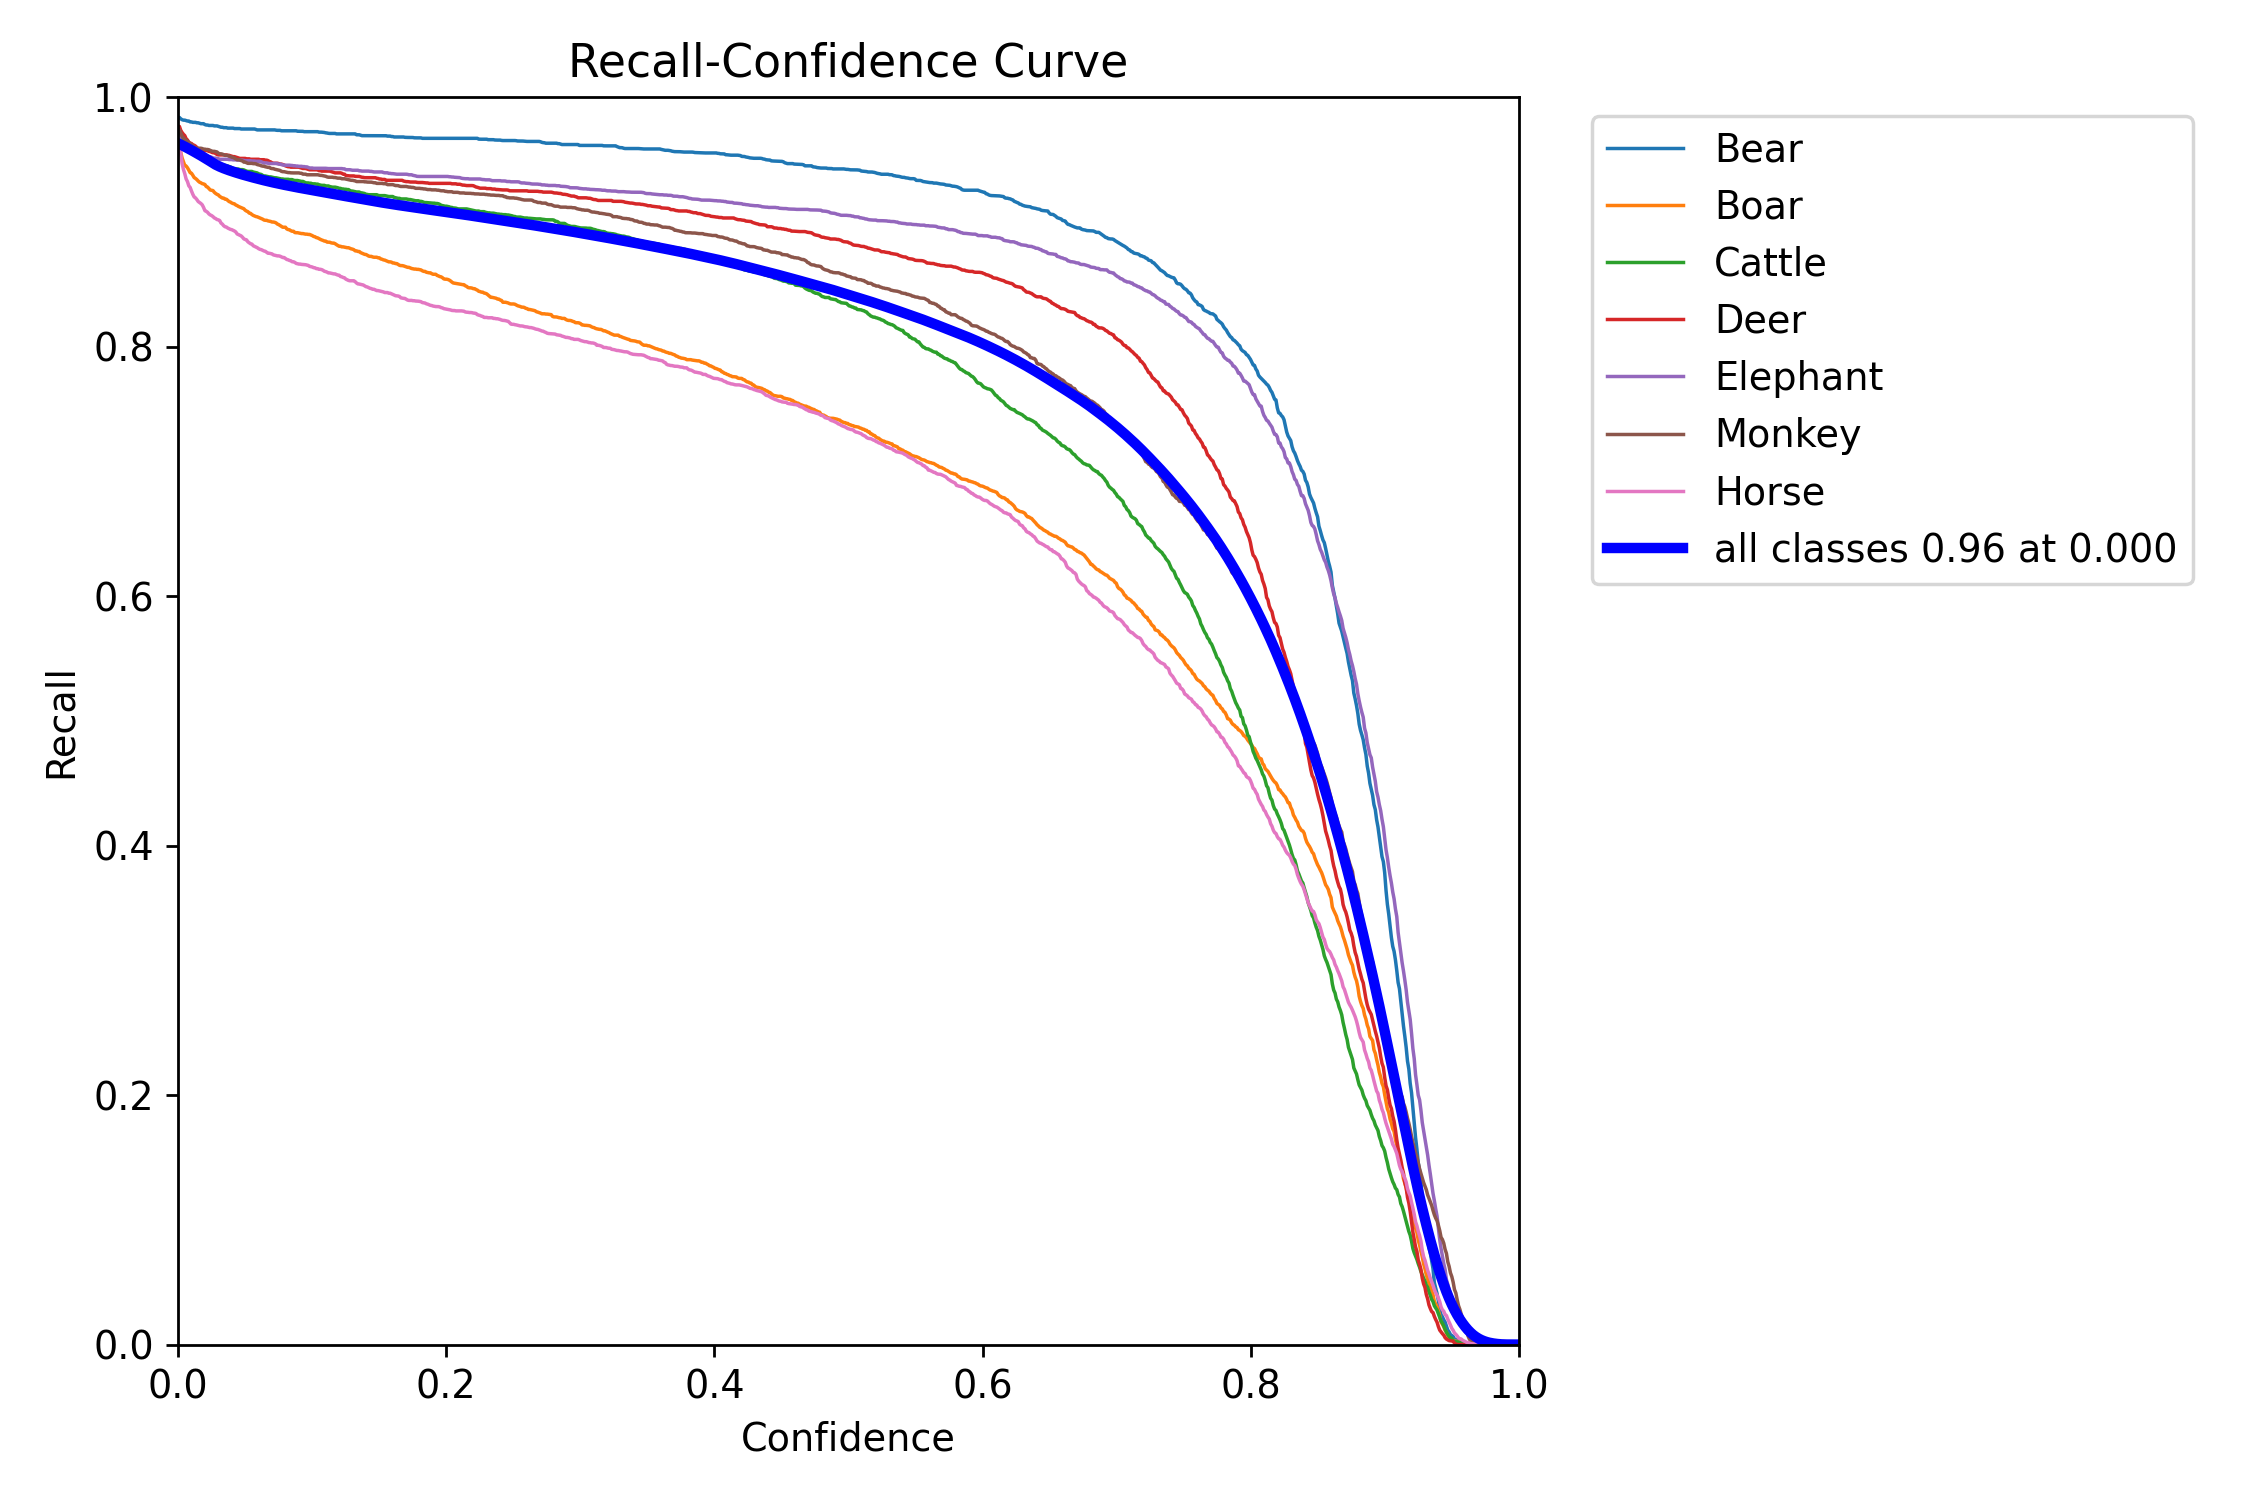 Recall-Confidence Curve
1.0
0.8
0.6
0.4
0.2
0.0
Recall
0.0 0.2 0.4 0.6 0.8 1.0
Confidence
Bear
Boar
Cattle
Deer
Elephant
Monkey
Horse
all classes 0.96 at 0.000